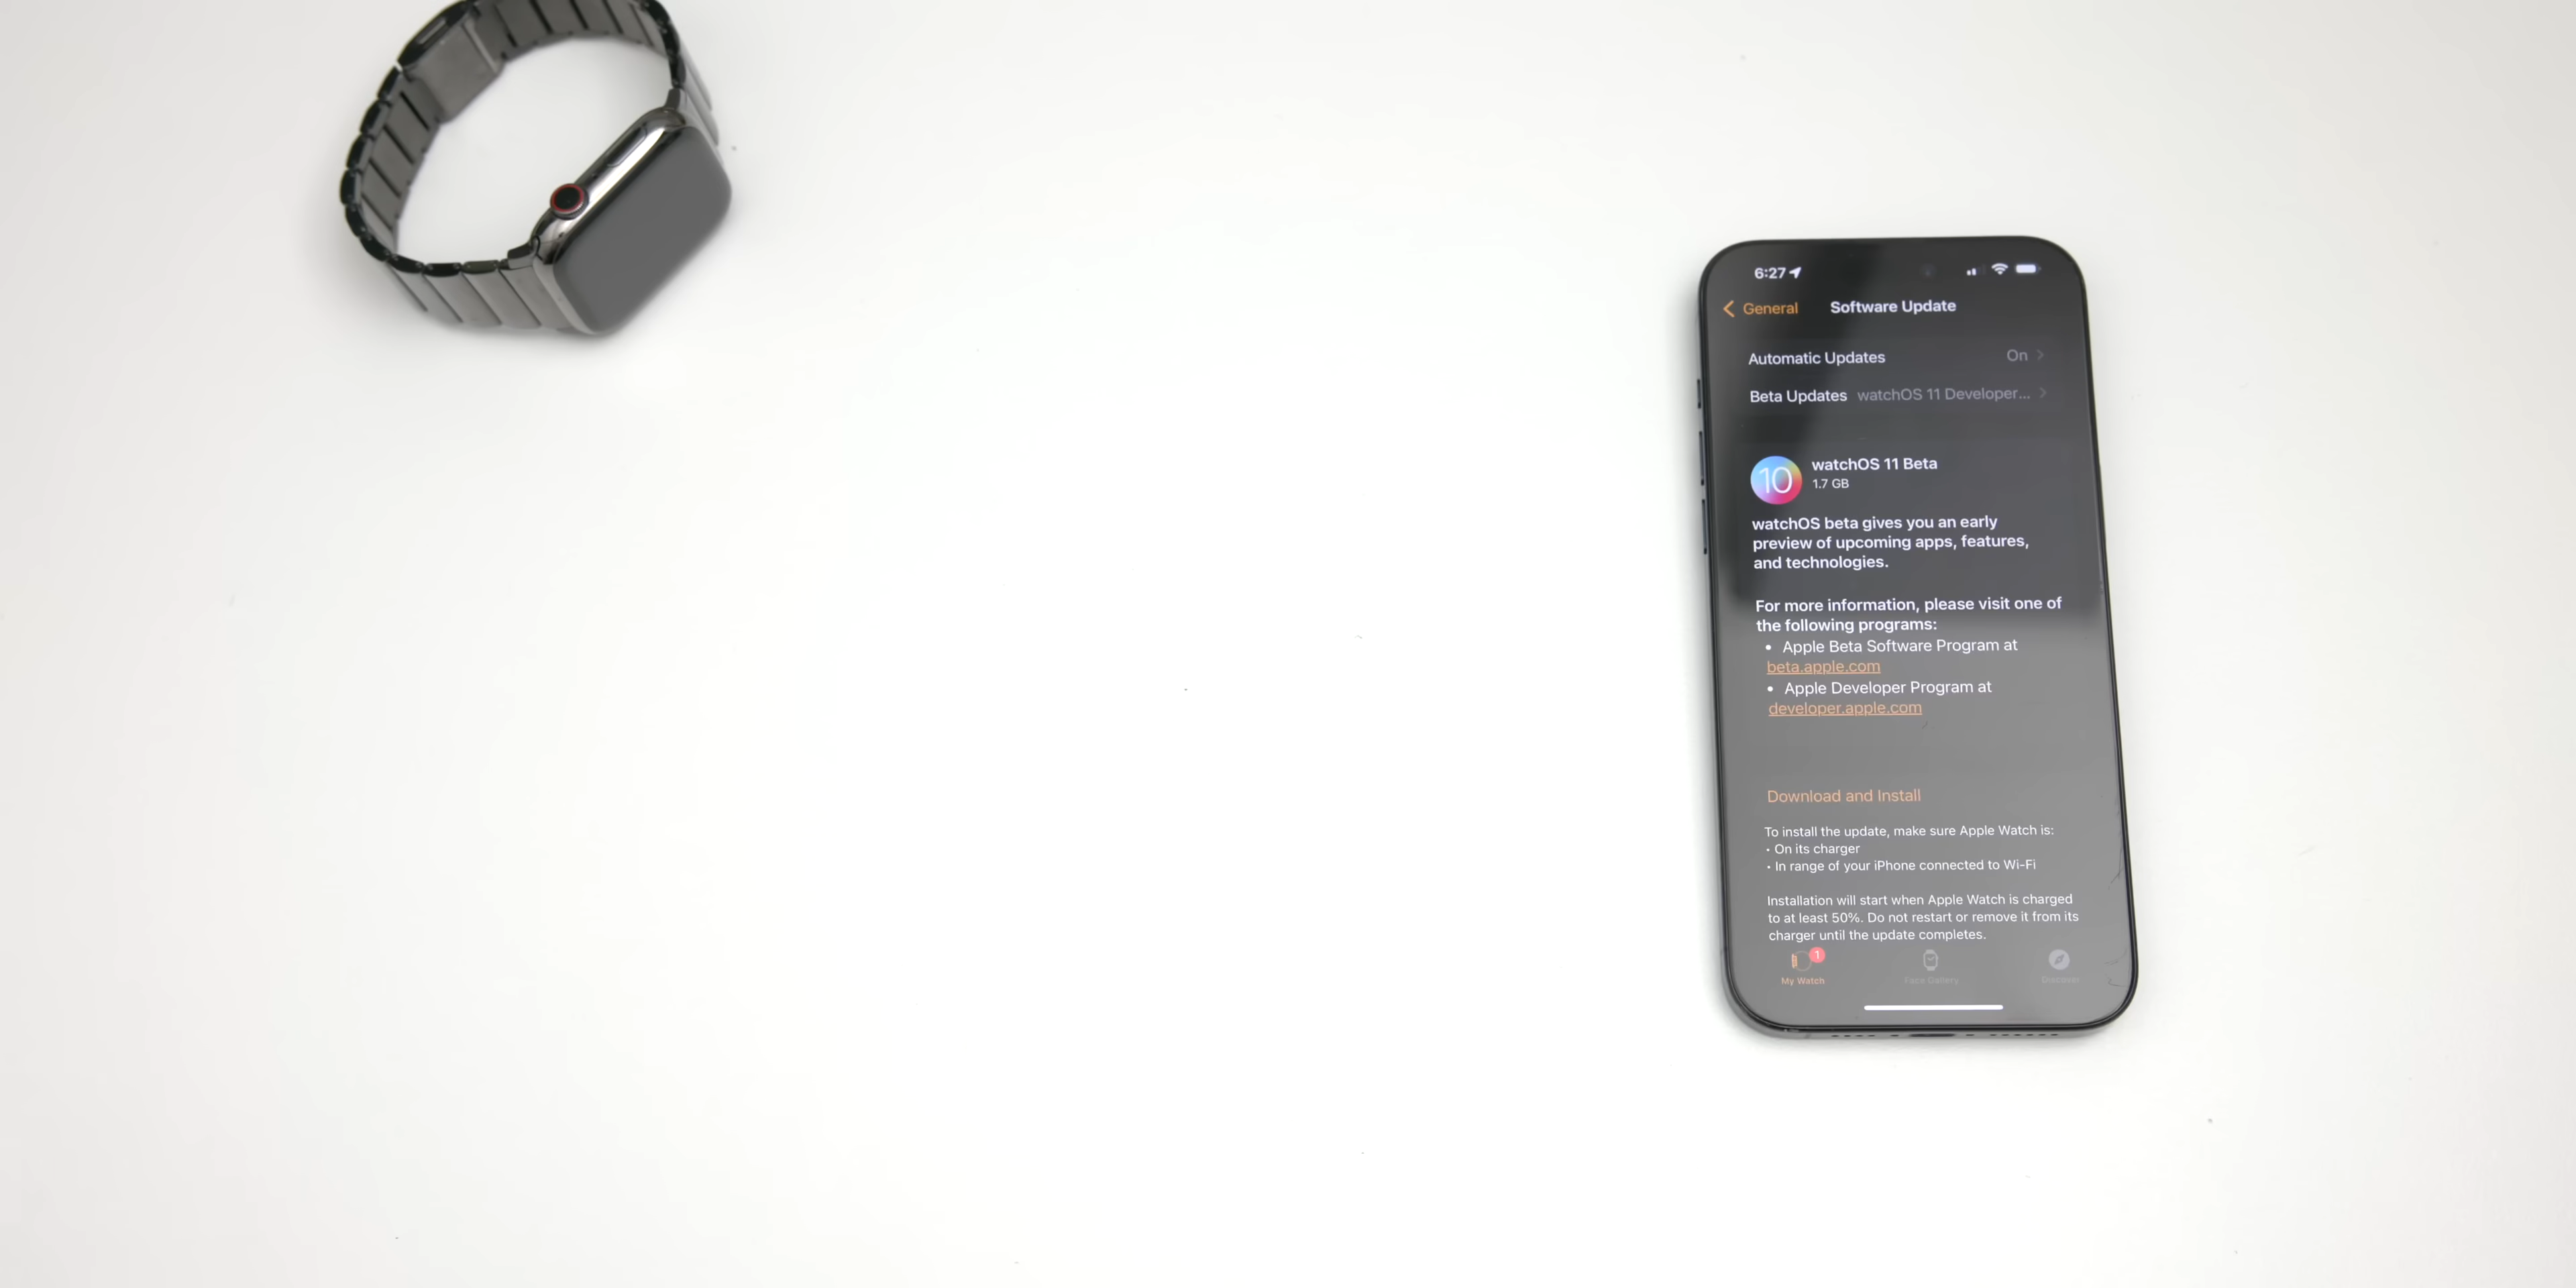 6:27
General Software Update
Automatic Updates On
Beta Updates watchOS 11 Developer...
10
watchOS 11 Beta
1.7 GB
watchOS beta gives you an early
preview of upcoming apps, features,
and technologies.
For more information, please visit one of
the following programs:
• Apple Beta Software Program at
beta.apple.com
• Apple Developer Program at
developer.apple.com
Download and Install
To install the update, make sure Apple Watch is:
• On its charger
• In range of your iPhone connected to Wi-Fi
Installation will start when Apple Watch is charged
to at least 50%. Do not restart or remove it from its
charger until the update completes.
1
My Watch Face Gallery Discover